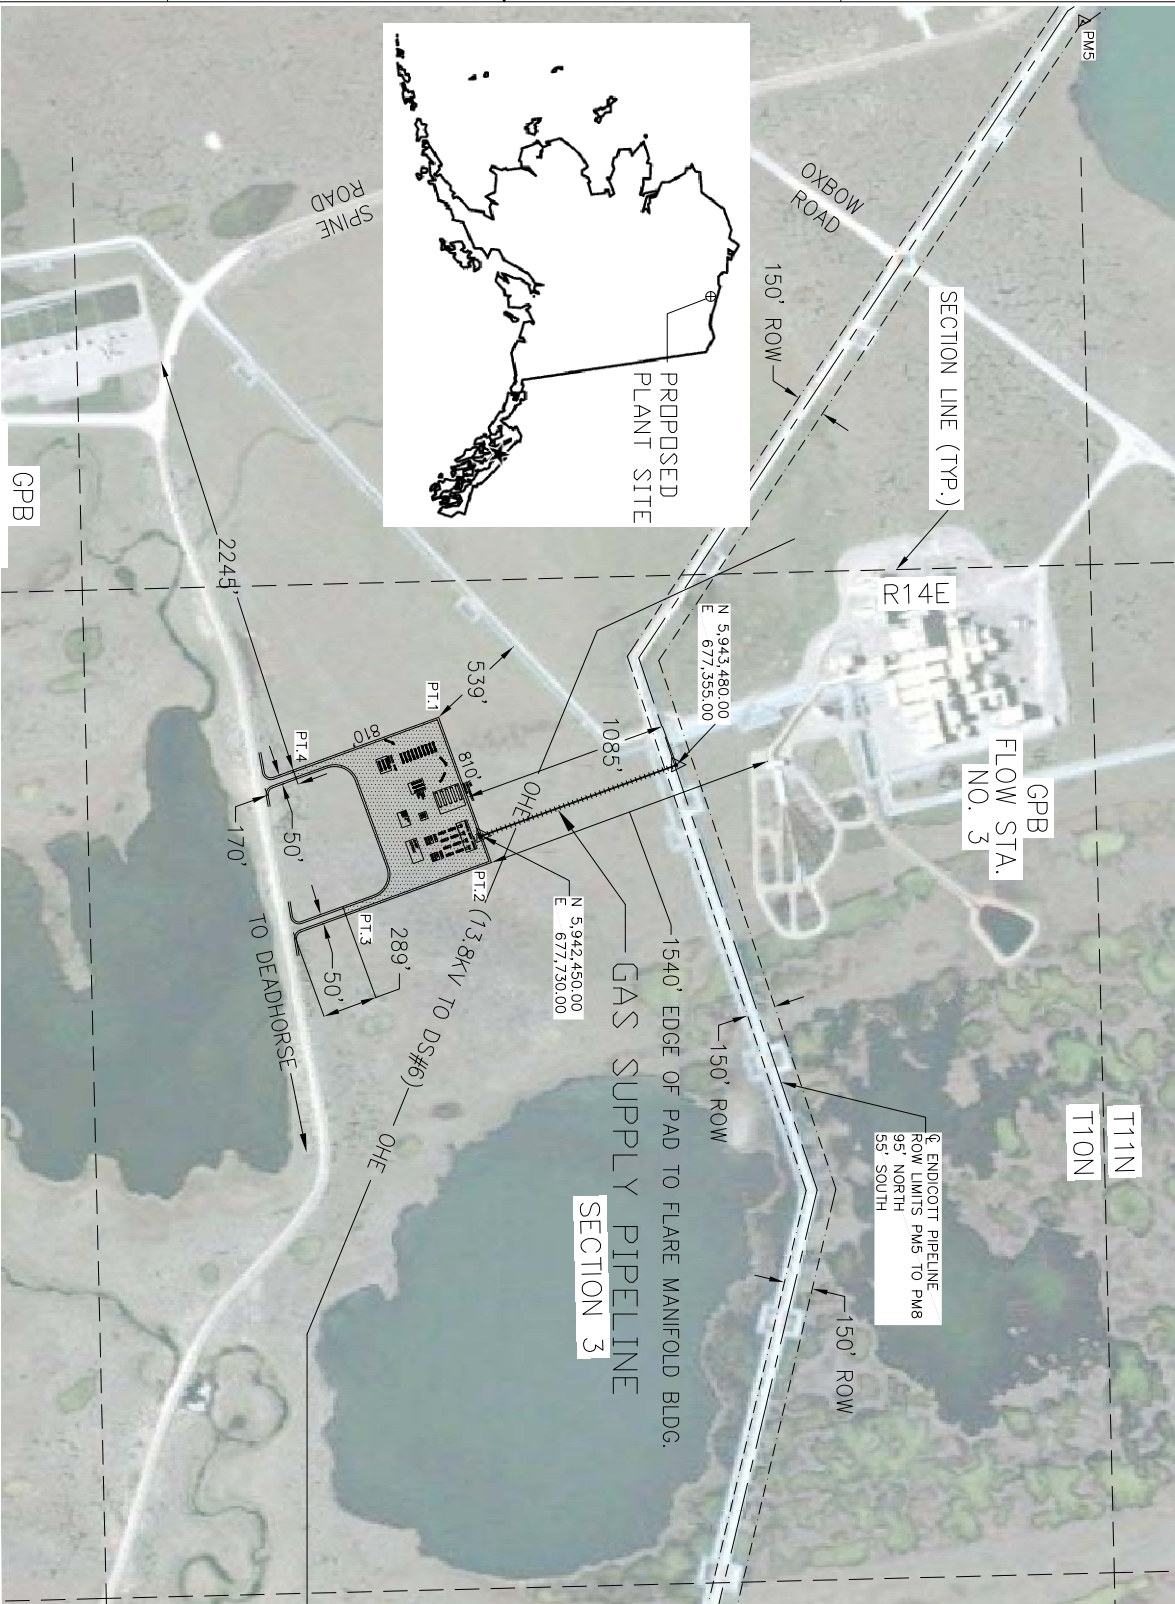 PM5
OXBOW
ROAD
SPINE
ROAD
150' ROW
SECTION LINE (TYP.)
PROPOSED
PLANT SITE
GPB
R14E
2245'
N 5,943,480.00
E 677,355.00
539'
PT.1
810'
810'
1085'
PT.4
OHE
GPB
FLOW STA.
NO. 3
50'
170'
PT.2
(13.8KV TO DS#6)
OHE
N 5,942,450.00
E 677,730.00
PT.3
289'
50'
TO DEADHORSE
1540' EDGE OF PAD TO FLARE MANIFOLD BLDG.
GAS SUPPLY PIPELINE
SECTION 3
150' ROW
T11N
T10N
℄ ENDICOTT PIPELINE
ROW LIMITS PM5 TO PM8
95' NORTH
55' SOUTH
150' ROW